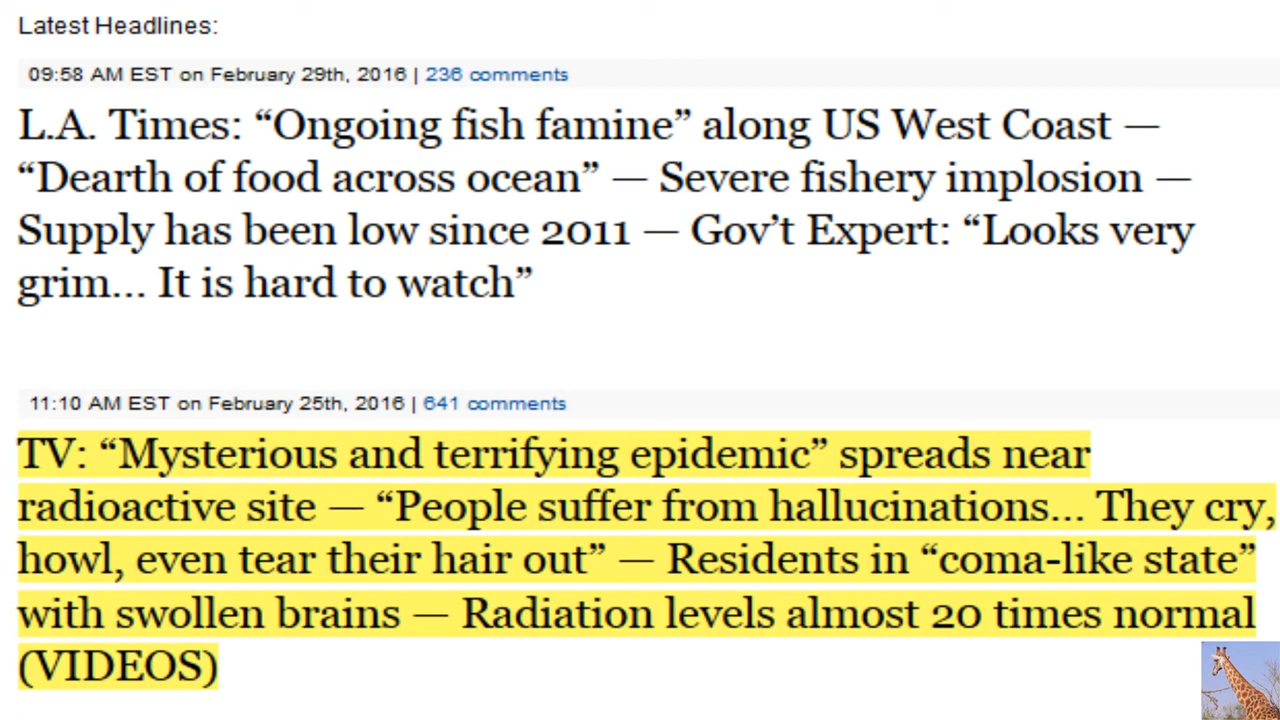 Latest Headlines:
09:58 AM EST on February 29th, 2016 | 236 comments
L.A. Times: “Ongoing fish famine” along US West Coast —
“Dearth of food across ocean” — Severe fishery implosion —
Supply has been low since 2011 — Gov’t Expert: “Looks very
grim... It is hard to watch”
11:10 AM EST on February 25th, 2016 | 641 comments
TV: “Mysterious and terrifying epidemic” spreads near
radioactive site — “People suffer from hallucinations... They cry,
howl, even tear their hair out” — Residents in “coma-like state”
with swollen brains — Radiation levels almost 20 times normal
(VIDEOS)